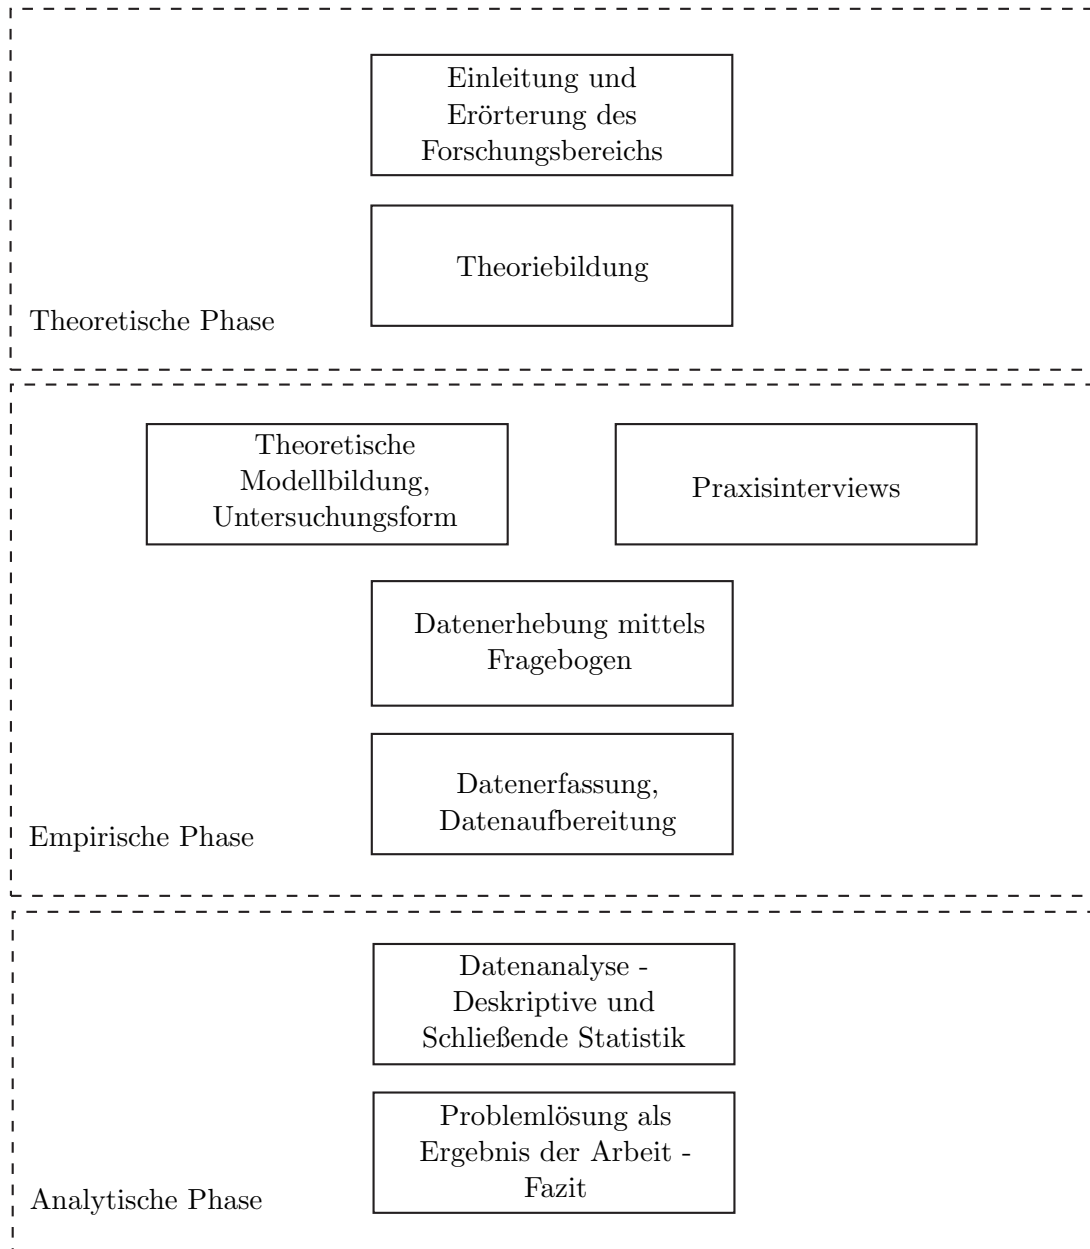 Einleitung und
Erörterung des
Forschungsbereichs
Theoriebildung
Theoretische Phase
Theoretische
Modellbildung,
Untersuchungsform
Praxisinterviews
Datenerhebung mittels
Fragebogen
Datenerfassung,
Datenaufbereitung
Empirische Phase
Datenanalyse -
Deskriptive und
Schließende Statistik
Problemlösung als
Ergebnis der Arbeit -
Fazit
Analytische Phase